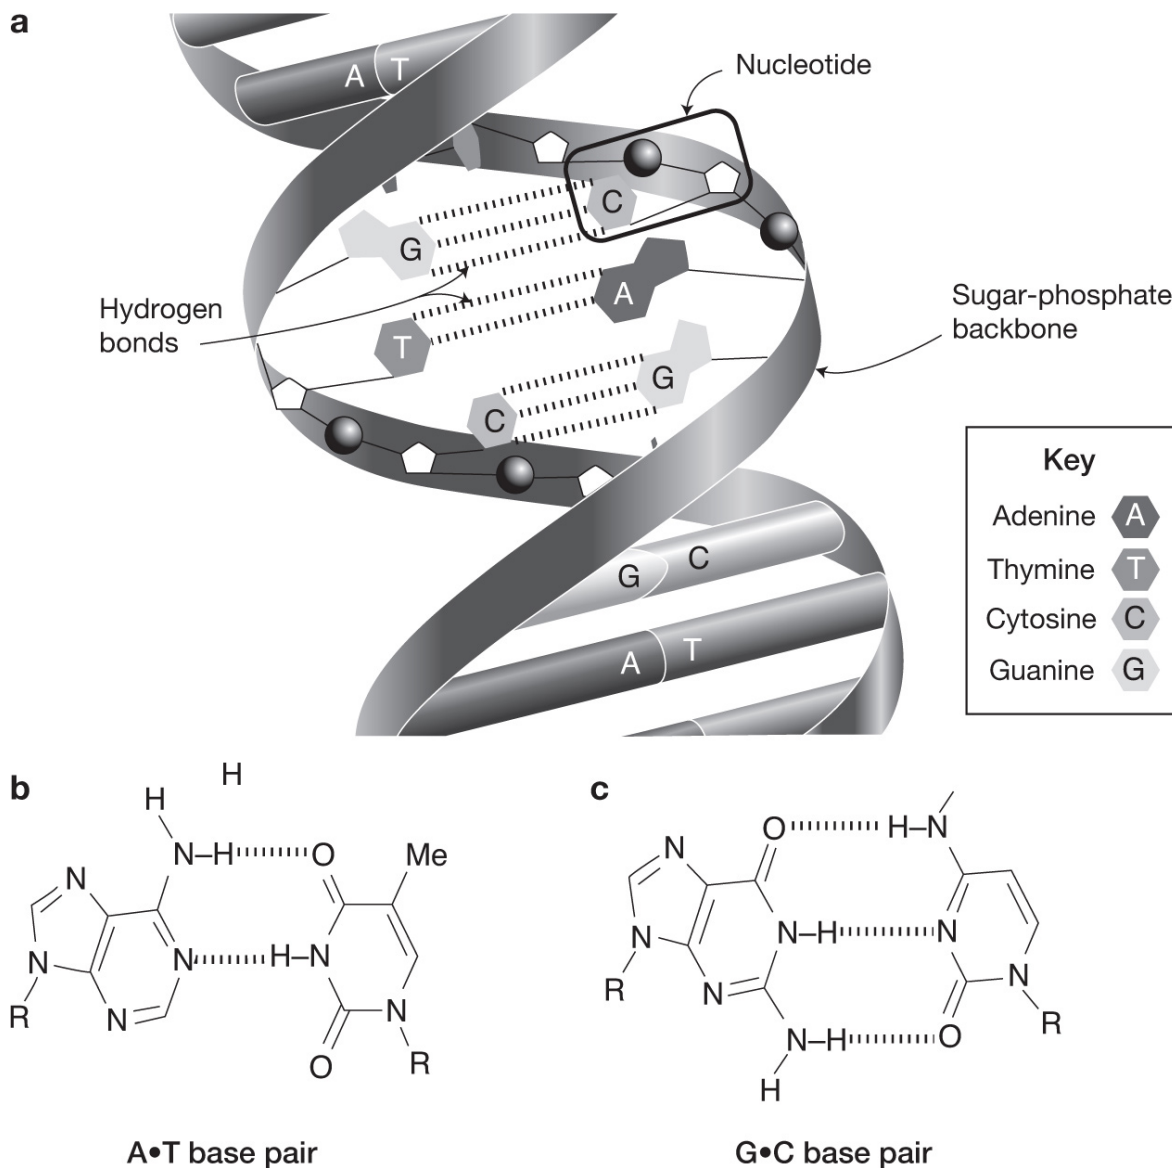 a
A T
Nucleotide
C
G
A
Hydrogen
bonds
Sugar-phosphate
backbone
T
G
C
Key
Adenine A
Thymine T
Cytosine C
Guanine G
G C
A T
b
H
H
N–H O Me
N
N H–N
N
R N
N
O R
A•T base pair
c
O H–N
N
N–H N
N
R N N
N–H O R
H
G•C base pair